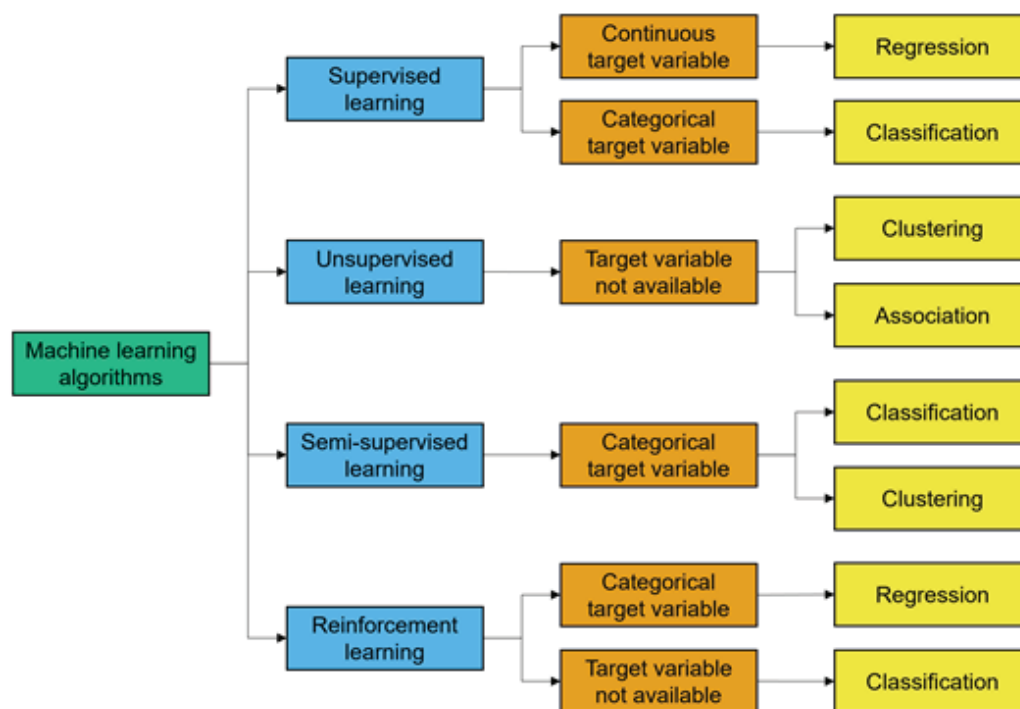 Machine learning
algorithms
Supervised
learning
Continuous
target variable
Regression
Categorical
target variable
Classification
Unsupervised
learning
Target variable
not available
Clustering
Association
Semi-supervised
learning
Categorical
target variable
Classification
Clustering
Reinforcement
learning
Categorical
target variable
Regression
Target variable
not available
Classification